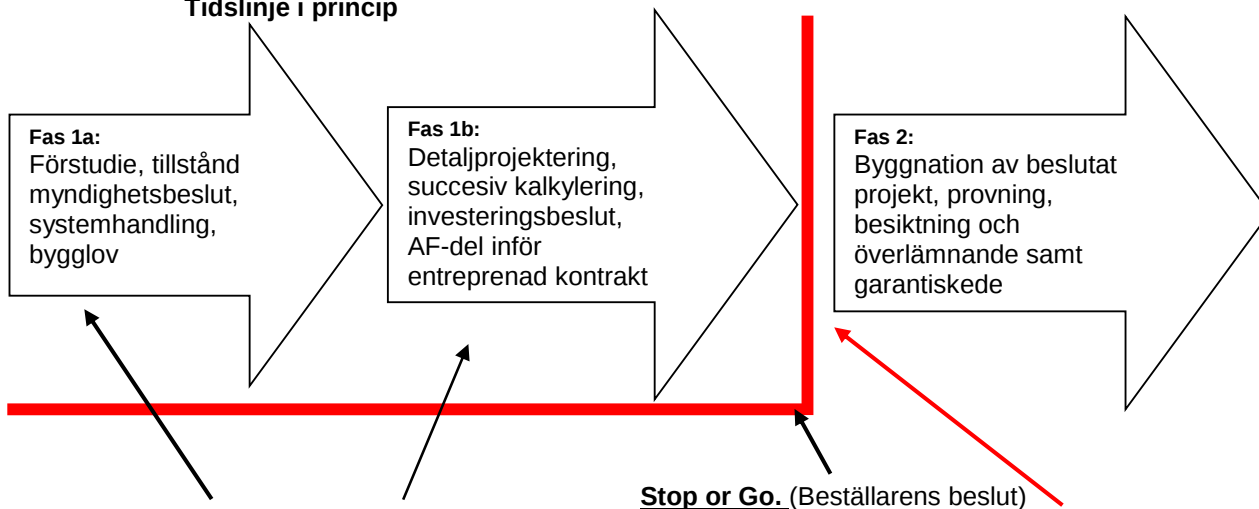 Tidslinje i princip
Fas 1a:
Förstudie, tillstånd
myndighetsbeslut,
systemhandling,
bygglov
Fas 1b:
Detaljprojektering,
succesiv kalkylering,
investeringsbeslut,
AF-del inför
entreprenad kontrakt
Fas 2:
Byggnation av beslutat
projekt, provning,
besiktning och
överlämnande samt
garantiskede
Stop or Go. (Beställarens beslut)